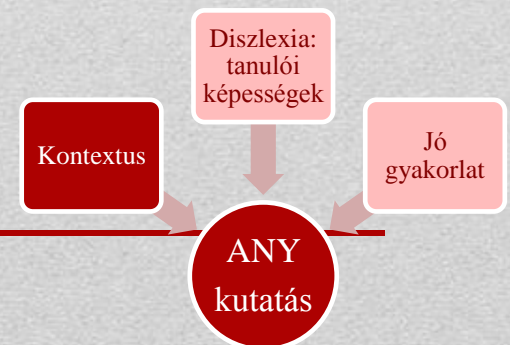 Diszlexia:
tanulói
képességek
Kontextus
Jó
gyakorlat
ANY
kutatás